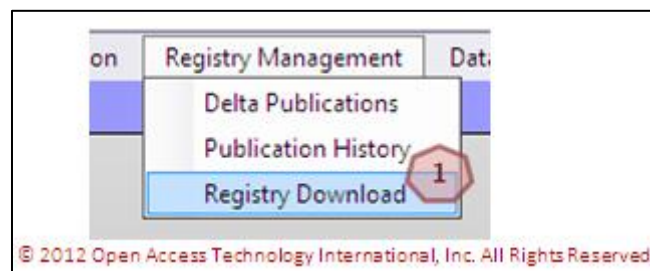 on Registry Management Data
Delta Publications
Publication History
Registry Download
1
© 2012 Open Access Technology International, Inc. All Rights Reserved